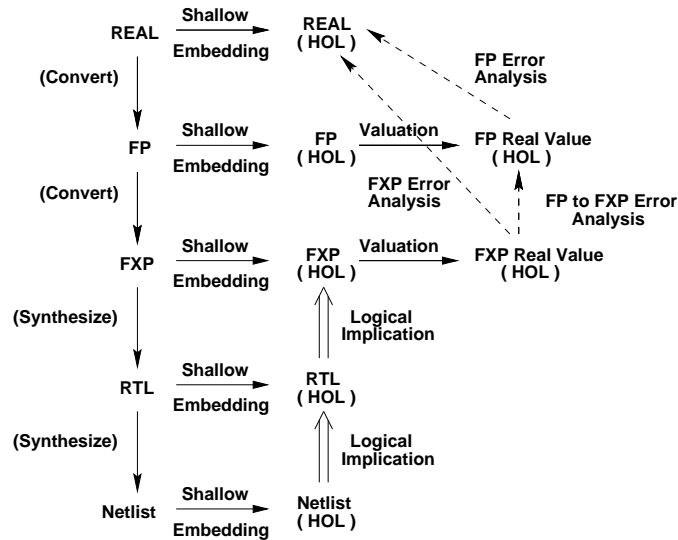 Shallow
REAL
Embedding
REAL
( HOL )
FP Error
Analysis
(Convert)
Shallow
FP
Embedding
FP
(HOL)
Valuation
FP Real Value
(HOL)
FXP Error
Analysis
FP to FXP Error
Analysis
(Convert)
Shallow
FXP
Embedding
FXP
(HOL)
Valuation
FXP Real Value
(HOL)
(Synthesize)
Logical
Implication
Shallow
RTL
Embedding
RTL
( HOL )
(Synthesize)
Logical
Implication
Shallow
Netlist
Embedding
Netlist
( HOL )